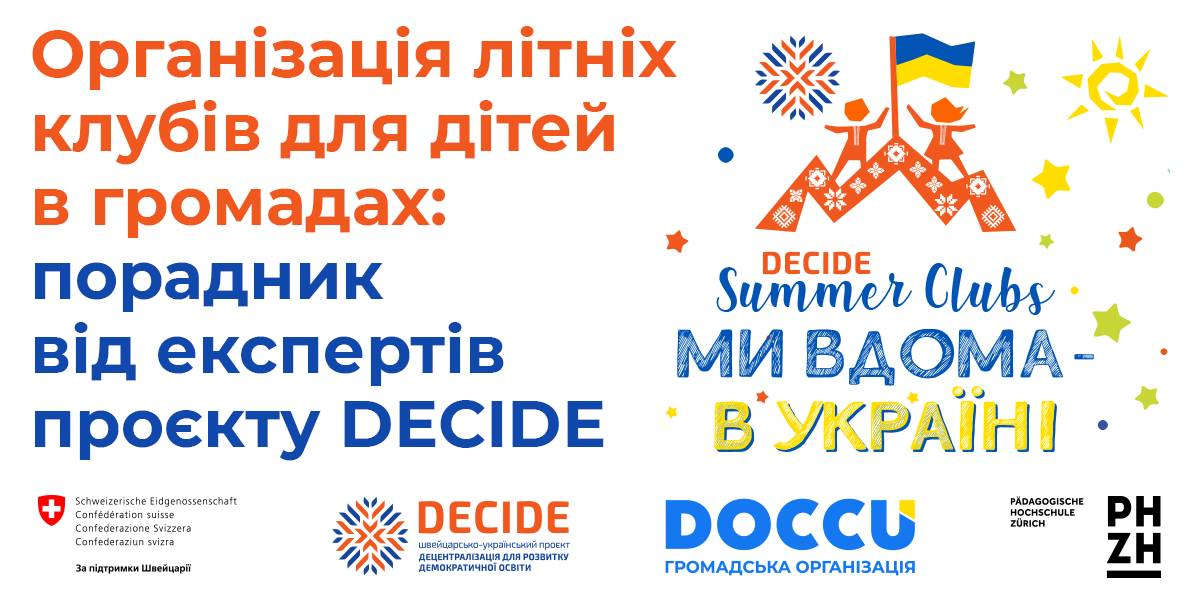 Організація літніх
клубів для дітей
в громадах:
порадник
від експертів
проєкту DECIDE
DECIDE
Summer Clubs
МИ ВДОМА -
В УКРАЇНІ
Schweizerische Eidgenossenschaft
Confédération suisse
Confederazione Svizzera
Confederaziun svizra
За підтримки Швейцарії
DECIDE
швейцарсько-український проєкт
ДЕЦЕНТРАЛІЗАЦІЯ ДЛЯ РОЗВИТКУ
ДЕМОКРАТИЧНОЇ ОСВІТИ
DOCCU
ГРОМАДСЬКА ОРГАНІЗАЦІЯ
PÄDAGOGISCHE
HOCHSCHULE
ZÜRICH
PH
ZH